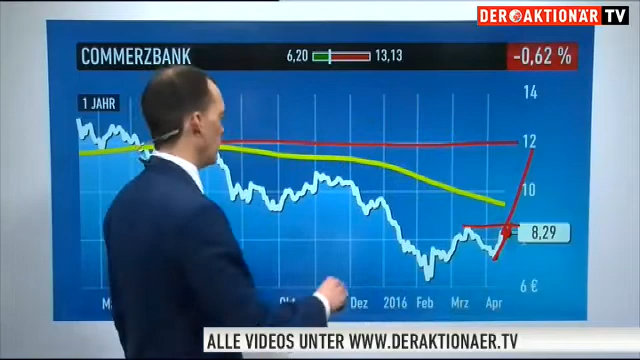 DER AKTIONÄR TV
COMMERZBANK 6,20 13,13 -0,62 %
1 JAHR
14
12
10
8,29
6 €
Dez 2016 Feb Mrz Apr
ALLE VIDEOS UNTER WWW.DERAKTIONAER.TV